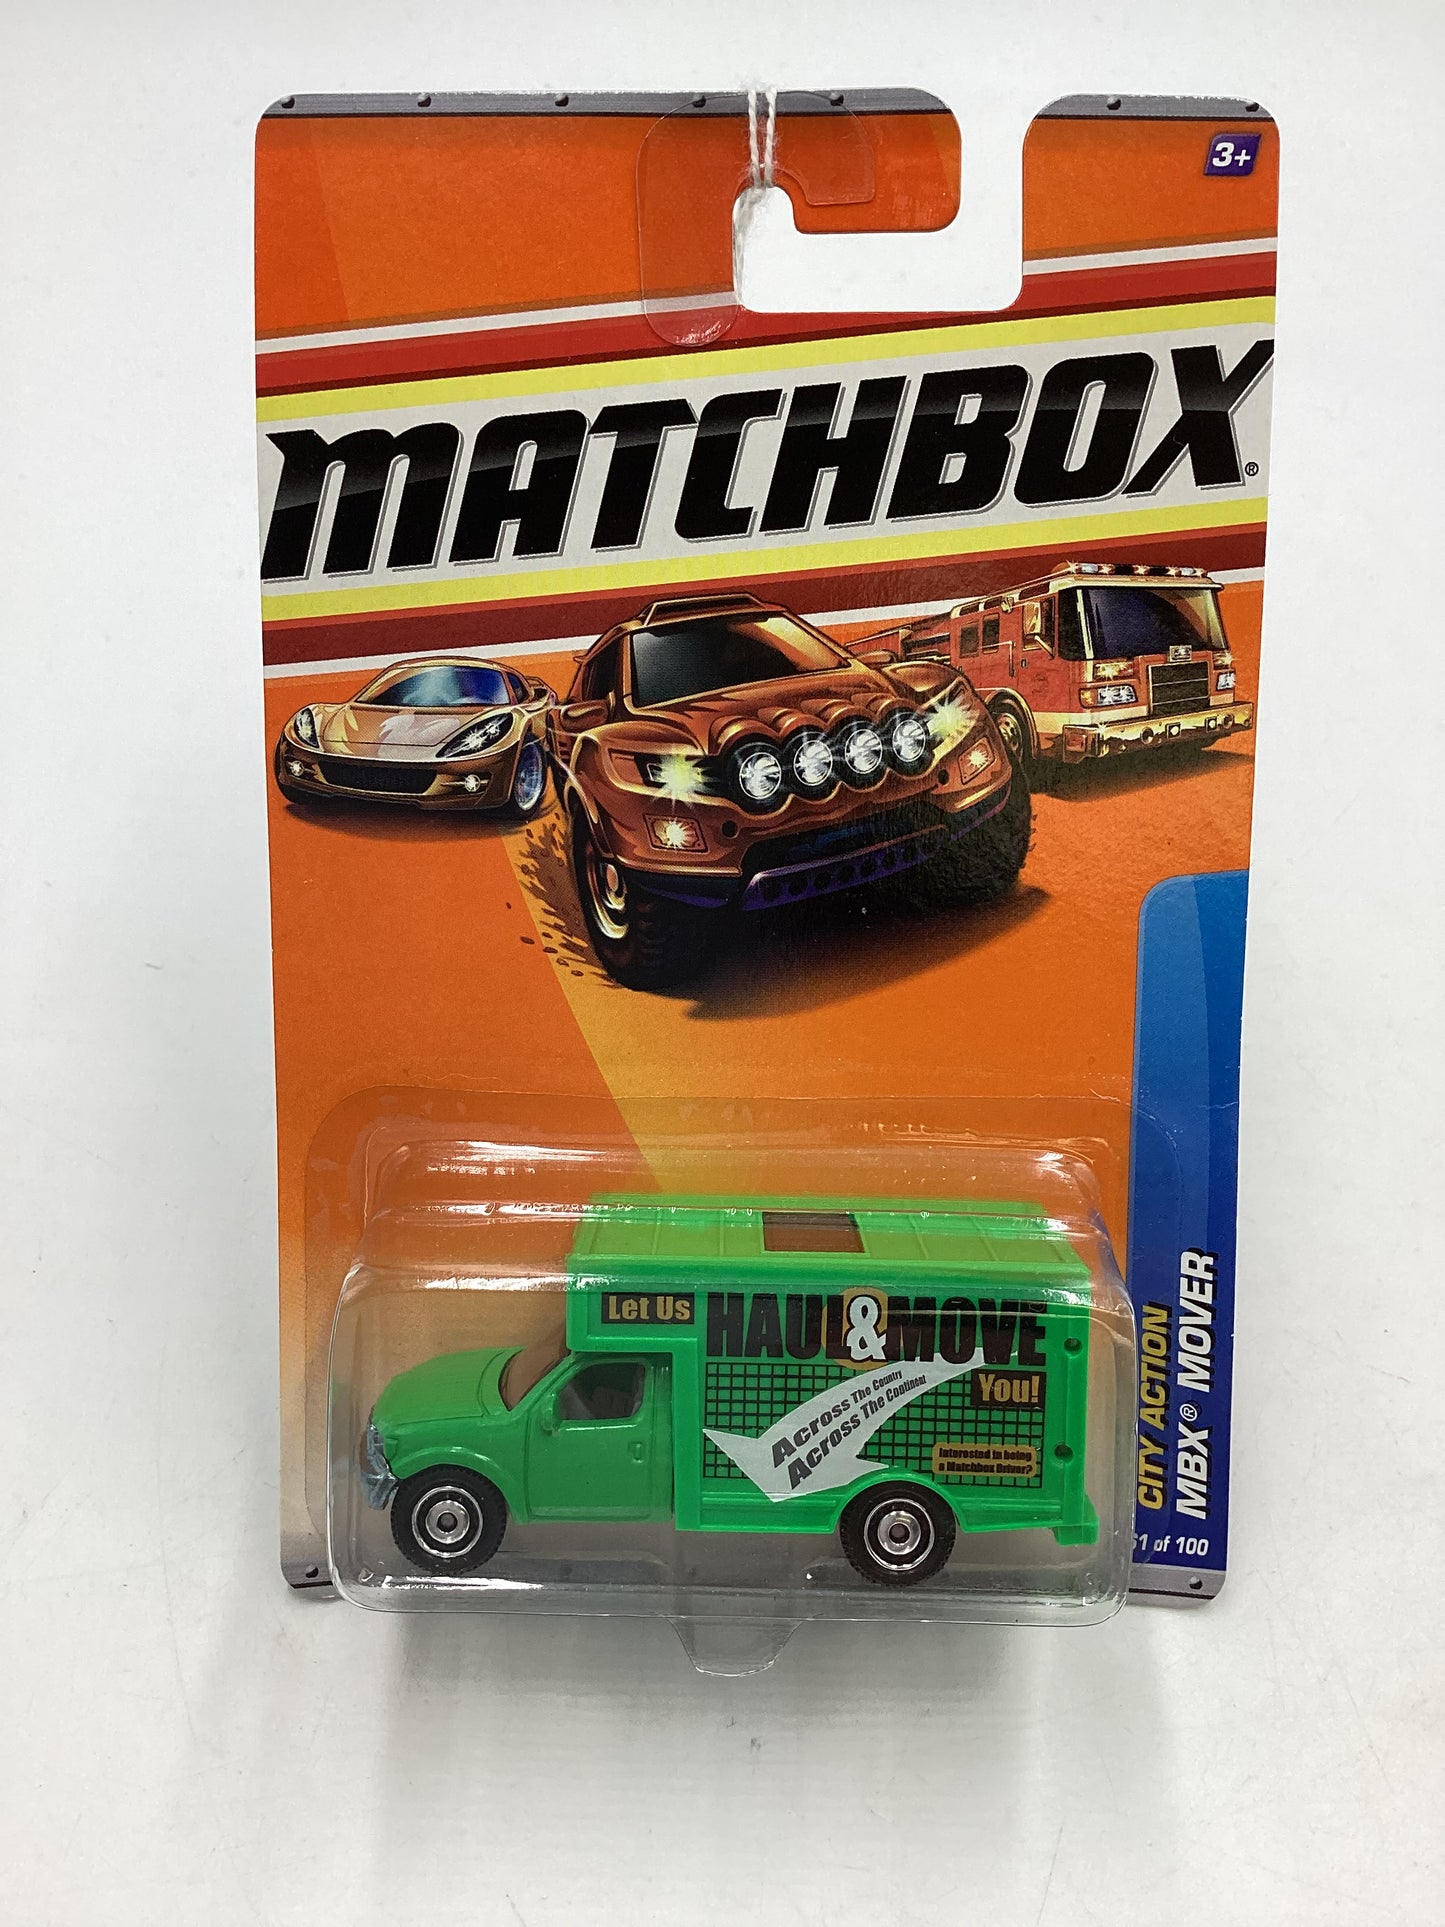 3+
MATCHBOX®
Let Us HAUL & MOVE
You!
Across The Country
Across The Continent
Interested in being
a Matchbox Driver?
CITY ACTION
MBX® MOVER
of 100